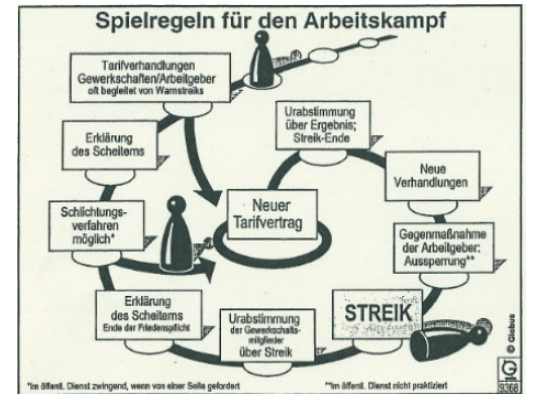 Spielregeln für den Arbeitskampf
Tarifverhandlungen
Gewerkschaften/Arbeitgeber
oft begleitet von Warnstreiks
Erklärung
des Scheiterns
Schlichtungs-
verfahren
möglich*
Erklärung
des Scheiterns
Ende der Friedenspflicht
Urabstimmung
der Gewerkschafts-
mitglieder
über Streik
STREIK
Gegenmaßnahme
der Arbeitgeber:
Aussperrung**
Neue
Verhandlungen
Urabstimmung
über Ergebnis;
Streik-Ende
Neuer
Tarifvertrag
*im öffentl. Dienst zwingend, wenn von einer Seite gefordert
**im öffentl. Dienst nicht praktiziert
© Globus
G
9368